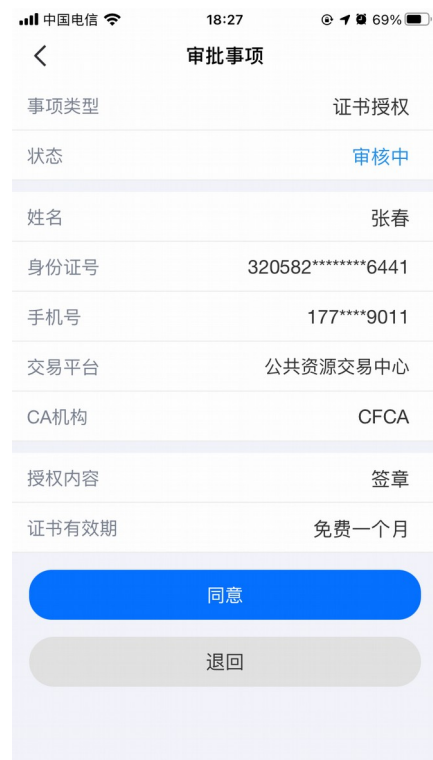 中国电信 18:27 69%
审批事项
事项类型 证书授权
状态 审核中
姓名 张春
身份证号 320582********6441
手机号 177****9011
交易平台 公共资源交易中心
CA机构 CFCA
授权内容 签章
证书有效期 免费一个月
同意
退回